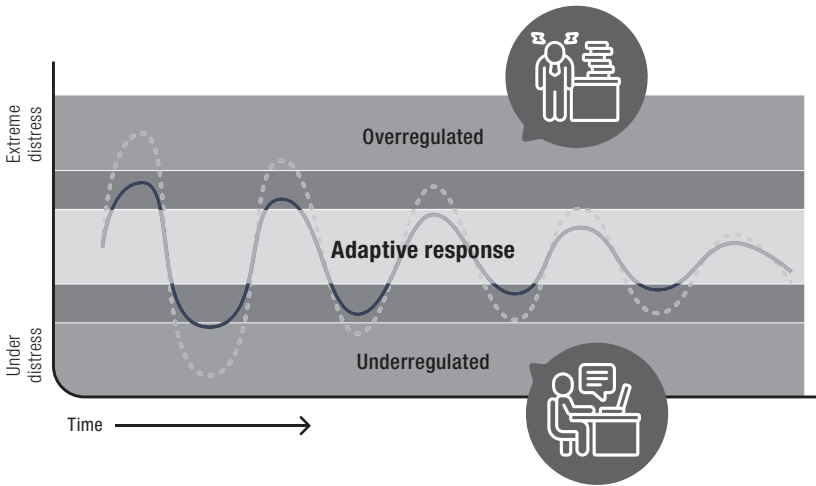 Extreme
distress
Overregulated
Adaptive response
Under
distress
Underregulated
Time